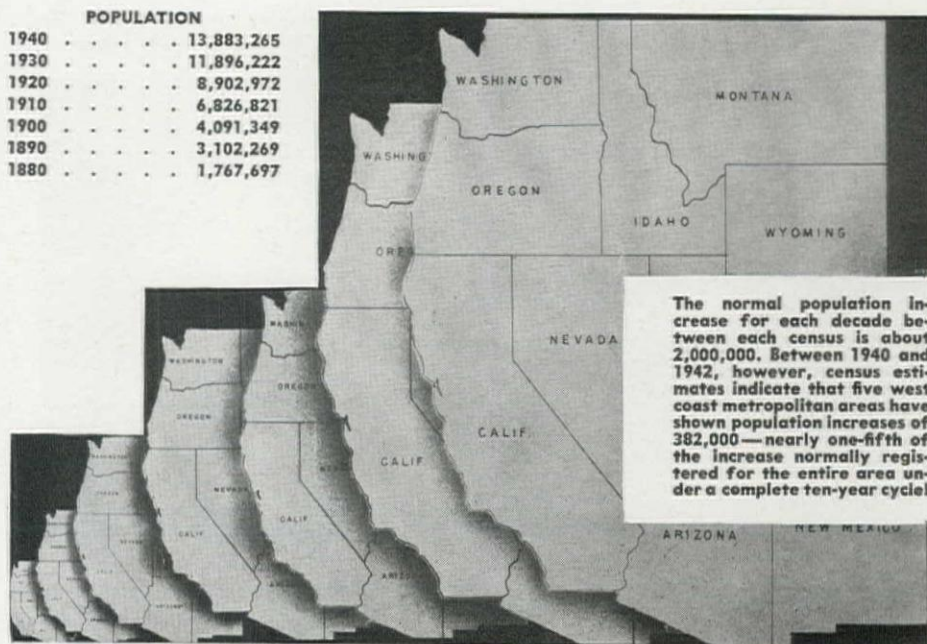 POPULATION
1940 . . . . . 13,883,265
1930 . . . . . 11,896,222
1920 . . . . . 8,902,972
1910 . . . . . 6,826,821
1900 . . . . . 4,091,349
1890 . . . . . 3,102,269
1880 . . . . . 1,767,697
WASHINGTON
MONTANA
WASHING
OREGON
IDAHO
WYOMING
OREG
The normal population in-
crease for each decade be-
tween each census is about
2,000,000. Between 1940 and
1942, however, census esti-
mates indicate that five west
coast metropolitan areas have
shown population increases of
382,000—nearly one-fifth of
the increase normally regis-
tered for the entire area un-
der a complete ten-year cycle!
NEVADA
CALIF.
CALIF
ARIZONA
NEW MEXICO
WASHIN
WASHINGTON
OREGON
OREGON
NEVADA
CALIF
CALIF